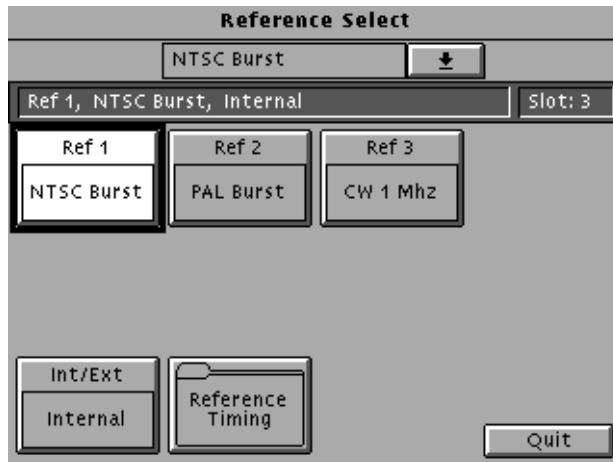 Reference Select
NTSC Burst
Ref 1, NTSC Burst, Internal
Slot: 3
Ref 1
NTSC Burst
Ref 2
PAL Burst
Ref 3
CW 1 Mhz
Int/Ext
Internal
Reference
Timing
Quit